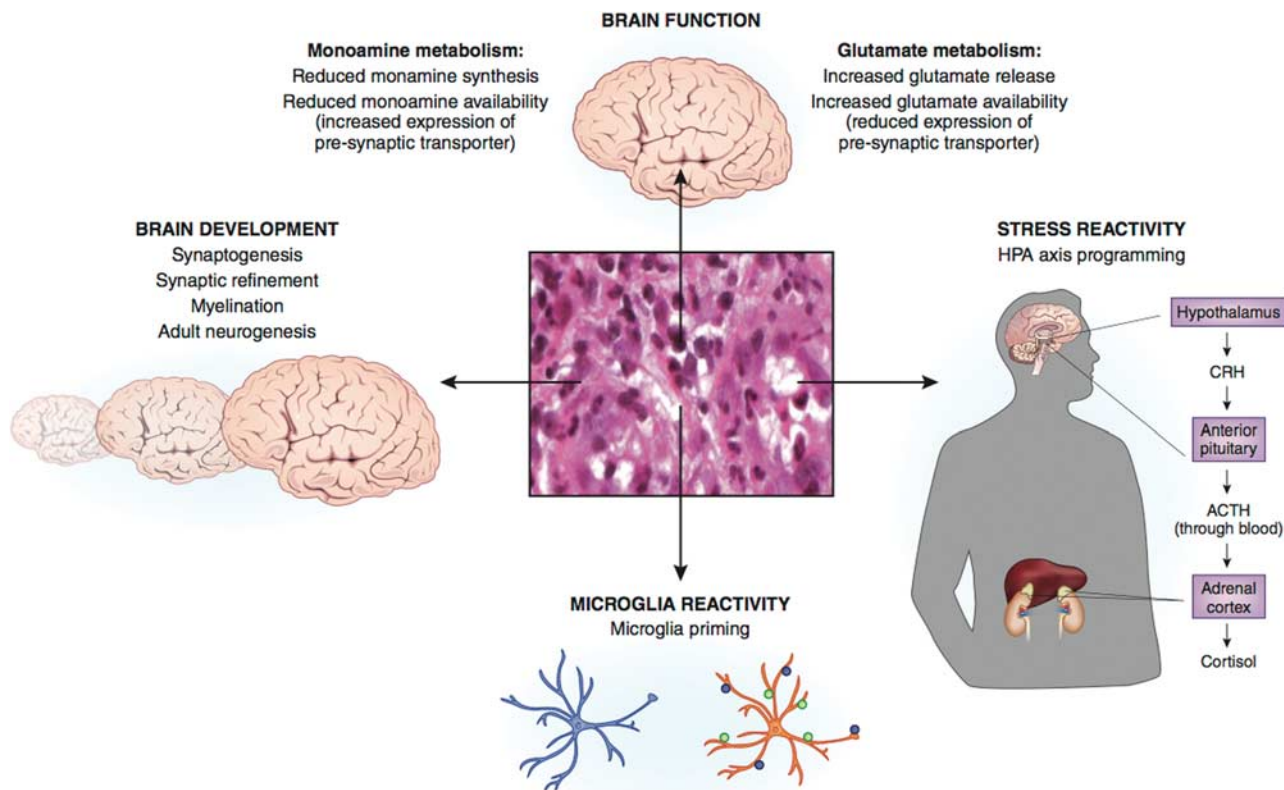 BRAIN FUNCTION
Monoamine metabolism:
Reduced monamine synthesis
Reduced monoamine availability
(increased expression of
pre-synaptic transporter)
Glutamate metabolism:
Increased glutamate release
Increased glutamate availability
(reduced expression of
pre-synaptic transporter)
BRAIN DEVELOPMENT
Synaptogenesis
Synaptic refinement
Myelination
Adult neurogenesis
STRESS REACTIVITY
HPA axis programming
Hypothalamus
CRH
Anterior
pituitary
ACTH
(through blood)
Adrenal
cortex
Cortisol
MICROGLIA REACTIVITY
Microglia priming